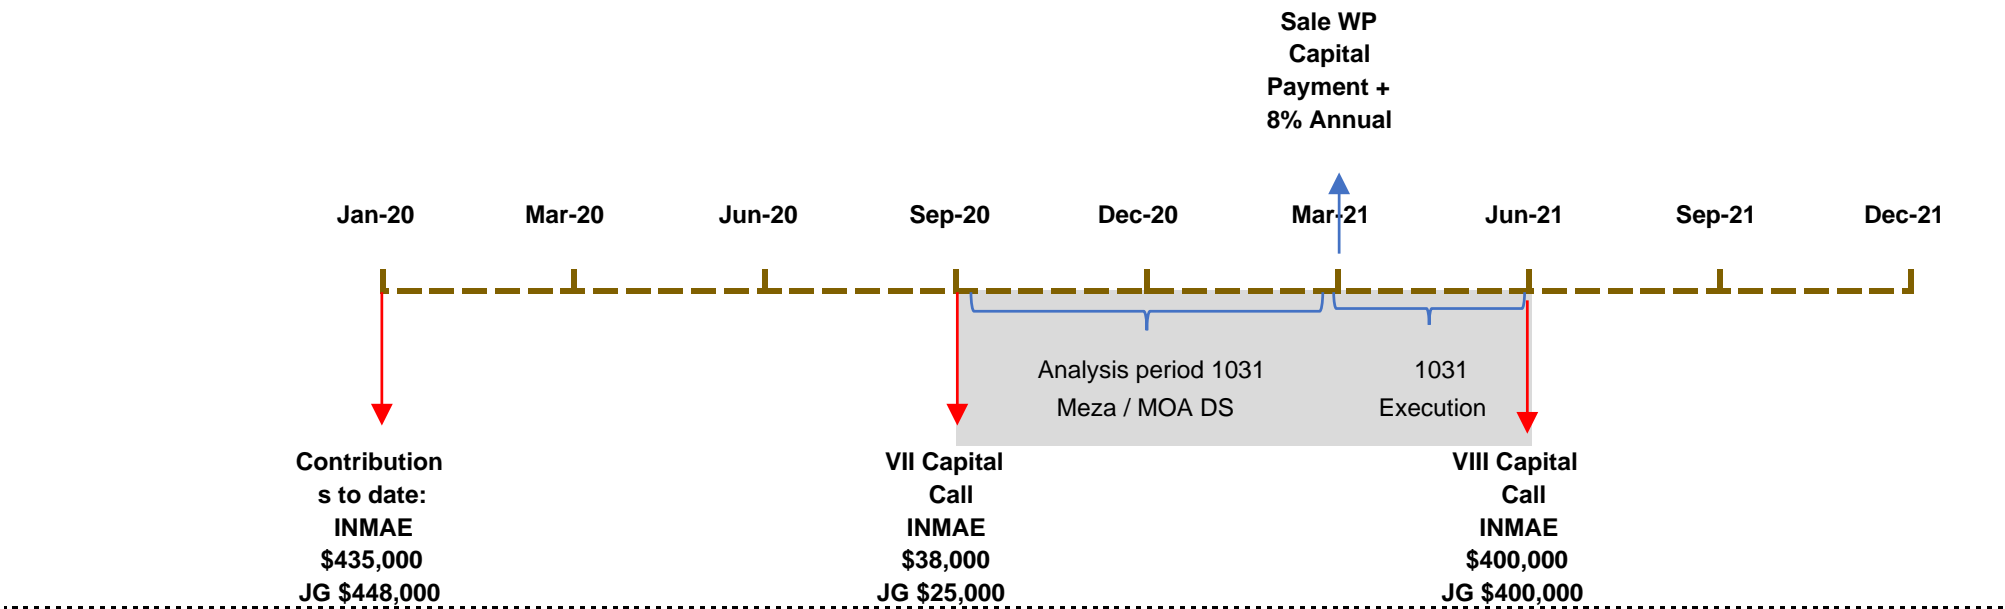 Sale WP
Capital
Payment +
8% Annual
Jan-20 Mar-20 Jun-20 Sep-20 Dec-20 Mar-21 Jun-21 Sep-21 Dec-21
Analysis period 1031
Meza / MOA DS
1031
Execution
Contribution
s to date:
INMAE
$435,000
JG $448,000
VII Capital
Call
INMAE
$38,000
JG $25,000
VIII Capital
Call
INMAE
$400,000
JG $400,000